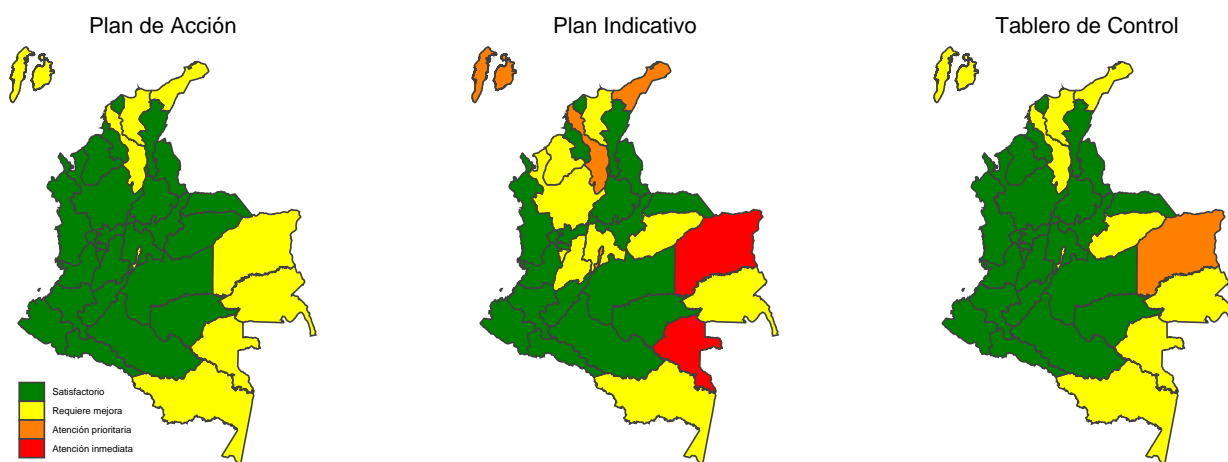 Plan de Acción
Plan Indicativo
Tablero de Control
Satisfactorio
Requiere mejora
Atención prioritaria
Atención inmediata